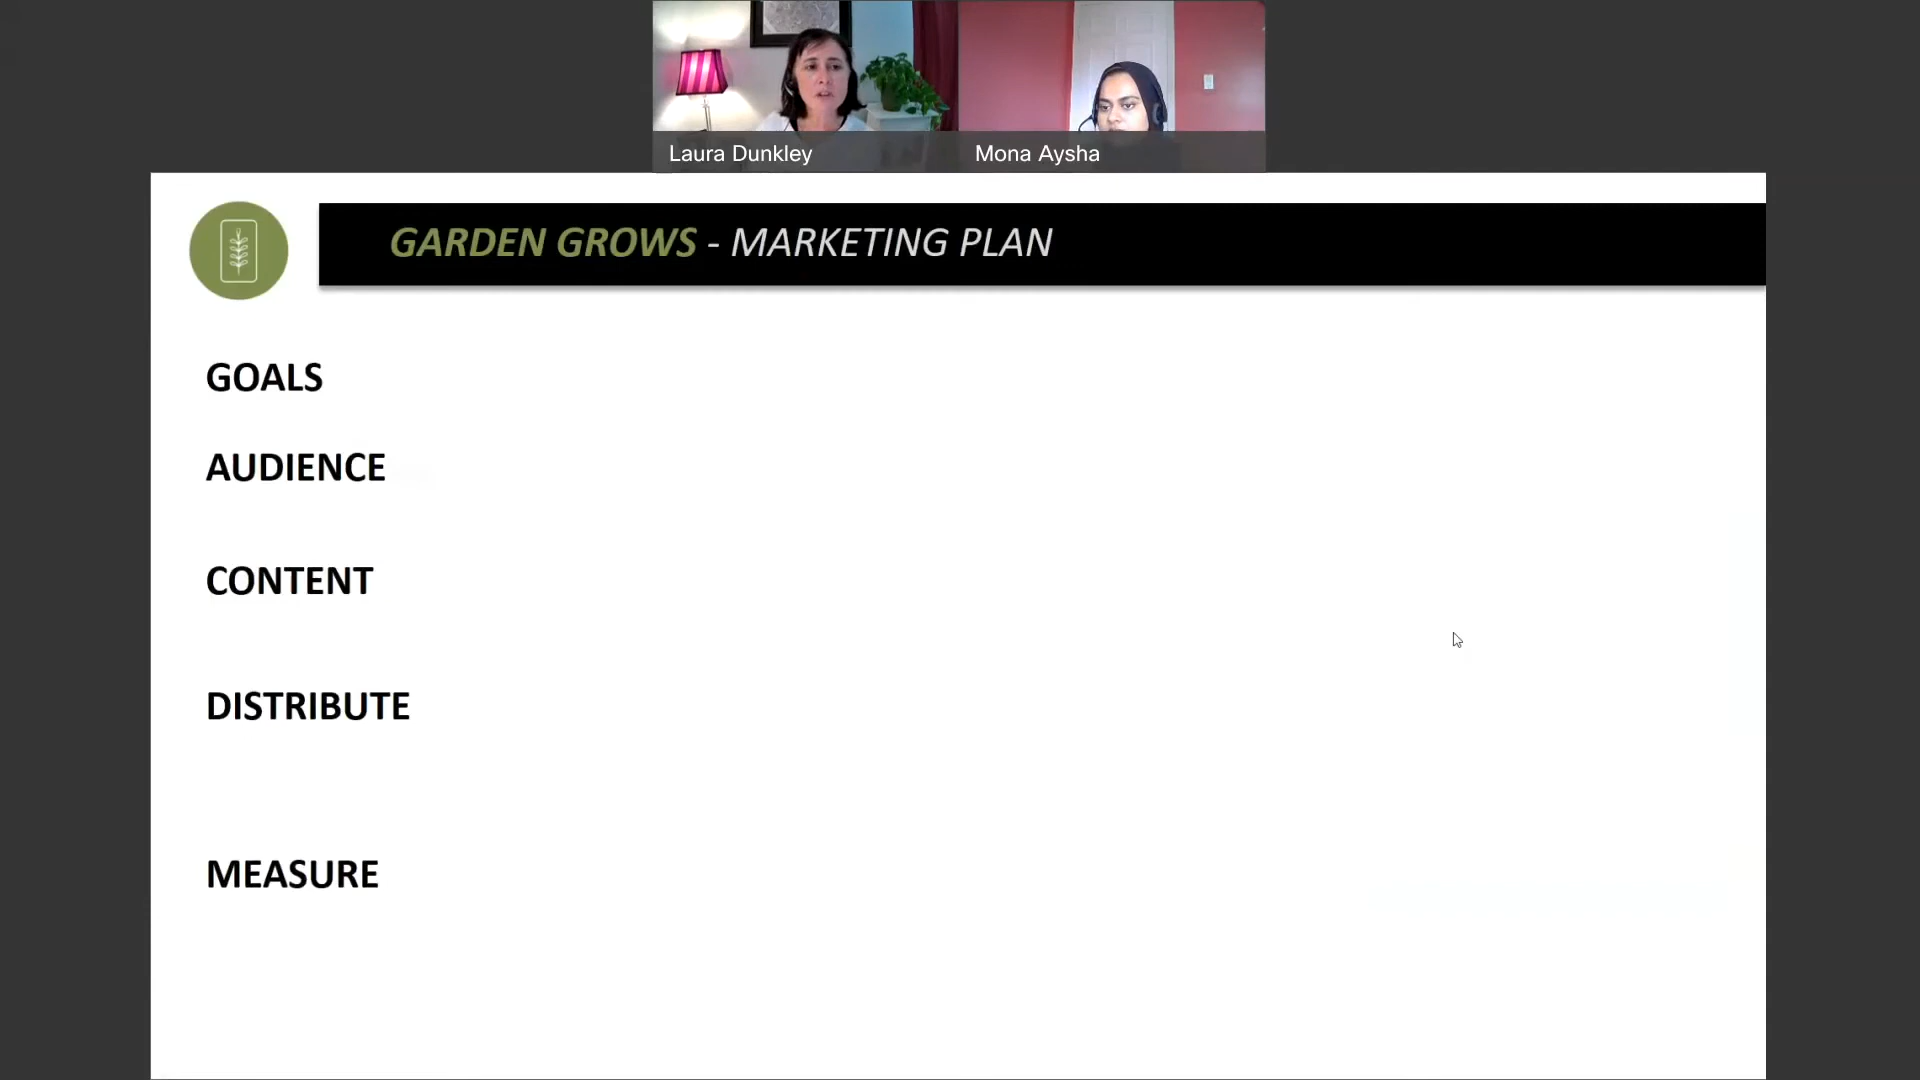 Laura Dunkley
Mona Aysha
GARDEN GROWS - MARKETING PLAN
GOALS
AUDIENCE
CONTENT
DISTRIBUTE
MEASURE